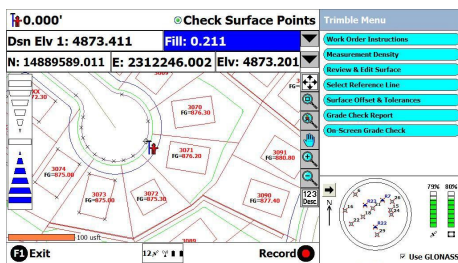 0.000'
Check Surface Points
Trimble Menu
Dsn Elv 1: 4873.411
Fill: 0.211
N: 14889589.011
E: 2312246.002
Elv: 4873.201
Work Order Instructions
Measurement Density
Review & Edit Surface
Select Reference Line
Surface Offset & Tolerances
Grade Check Report
On-Screen Grade Check
3070
FG=876.30
3071
FG=876.20
3091
FG=880.00
3074
FG=875.00
3073
FG=875.00
3072
FG=875.30
3090
FG=877.40
123
Desc.
100 usft
N
79%
80%
F1 Exit
12
Record
Use GLONASS